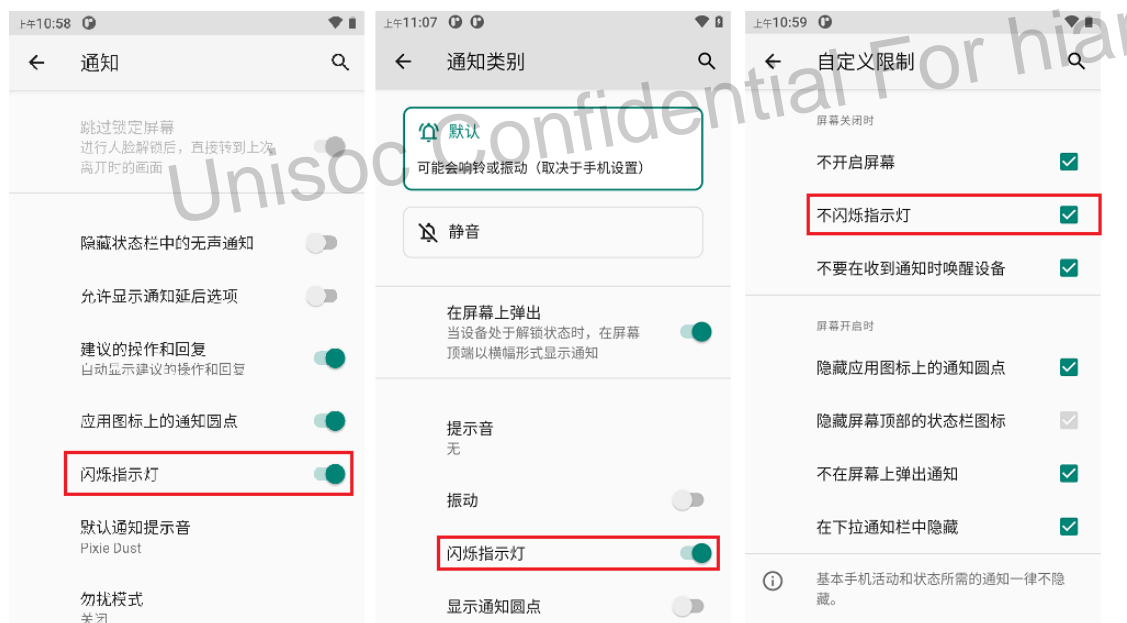 上午10:58
通知
跳过锁定屏幕
进行人脸解锁后，直接转到上次
离开时的画面
隐藏状态栏中的无声通知
允许显示通知延后选项
建议的操作和回复
自动显示建议的操作和回复
应用图标上的通知圆点
闪烁指示灯
默认通知提示音
Pixie Dust
勿扰模式
关闭
上午11:07
通知类别
默认
可能会响铃或振动（取决于手机设置）
静音
在屏幕上弹出
当设备处于解锁状态时，在屏幕
顶端以横幅形式显示通知
提示音
无
振动
闪烁指示灯
显示通知圆点
上午10:59
自定义限制
屏幕关闭时
不开启屏幕
不闪烁指示灯
不要在收到通知时唤醒设备
屏幕开启时
隐藏应用图标上的通知圆点
隐藏屏幕顶部的状态栏图标
不在屏幕上弹出通知
在下拉通知栏中隐藏
基本手机活动和状态所需的通知一律不隐
藏。
Unisoc Confidential For hiar